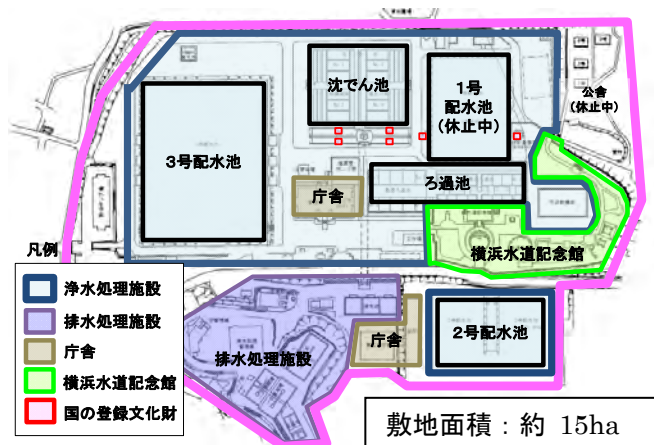 沈でん池
1号
配水池
(休止中)
公舎
(休止中)
3号配水池
ろ過池
庁舎
横浜水道記念館
凡例
浄水処理施設
排水処理施設
庁舎
横浜水道記念館
国の登録文化財
排水処理施設
庁舎
2号配水池
敷地面積：約 15ha